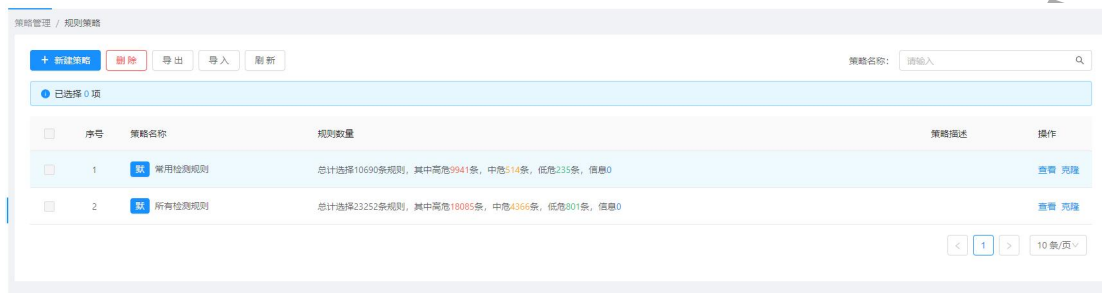 策略管理 / 规则策略
+ 新建策略 删除 导出 导入 刷新 策略名称: 请输入
已选择 0 项
序号 策略名称 规则数量 策略描述 操作
1 默 常用检测规则 总计选择10690条规则，其中高危9941条，中危514条，低危235条，信息0 查看 克隆
2 默 所有检测规则 总计选择23252条规则，其中高危18085条，中危4366条，低危801条，信息0 查看 克隆
< 1 > 10 条/页